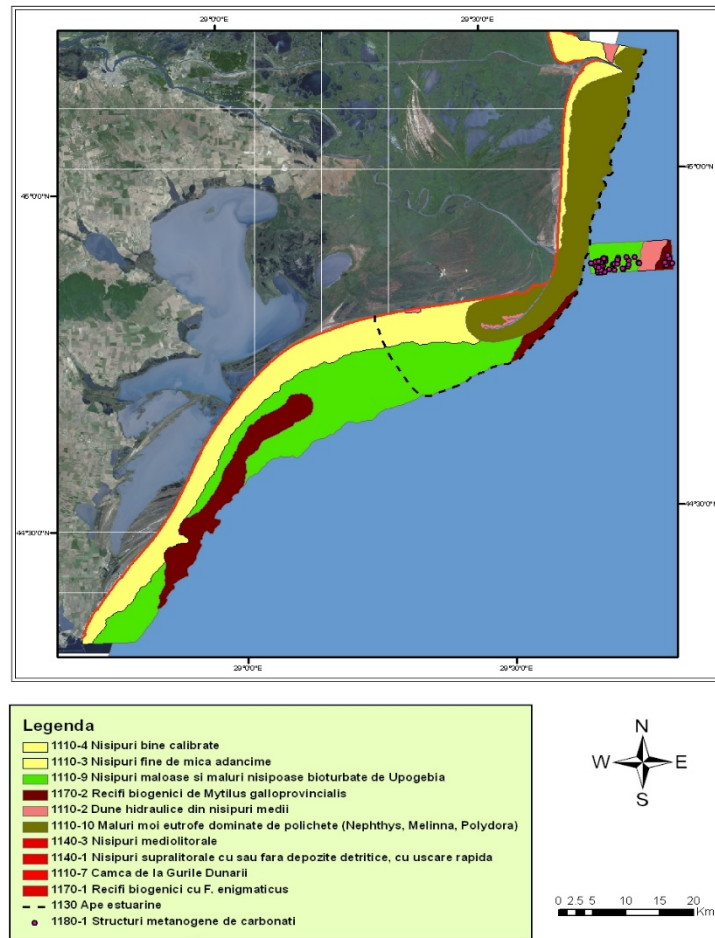 29°0'0"E 29°30'0"E
45°0'0"N 45°0'0"N
44°30'0"N 44°30'0"N
29°0'0"E 29°30'0"E
Legenda
1110-4 Nisipuri bine calibrate
1110-3 Nisipuri fine de mica adancime
1110-9 Nisipuri maloase si maluri nisipoase bioturbate de Upogebia
1170-2 Recifi biogenici de Mytilus galloprovincialis
1110-2 Dune hidraulice din nisipuri medii
1110-10 Maluri moi eutrofe dominate de polichete (Nephthys, Melinna, Polydora)
1140-3 Nisipuri mediolitorale
1140-1 Nisipuri supralitorale cu sau fara depozite detritice, cu uscare rapida
1110-7 Camca de la Gurile Dunarii
1170-1 Recifi biogenici cu F. enigmaticus
1130 Ape estuarine
1180-1 Structuri metanogene de carbonati
N
W E
S
0 2.5 5 10 15 20
Km